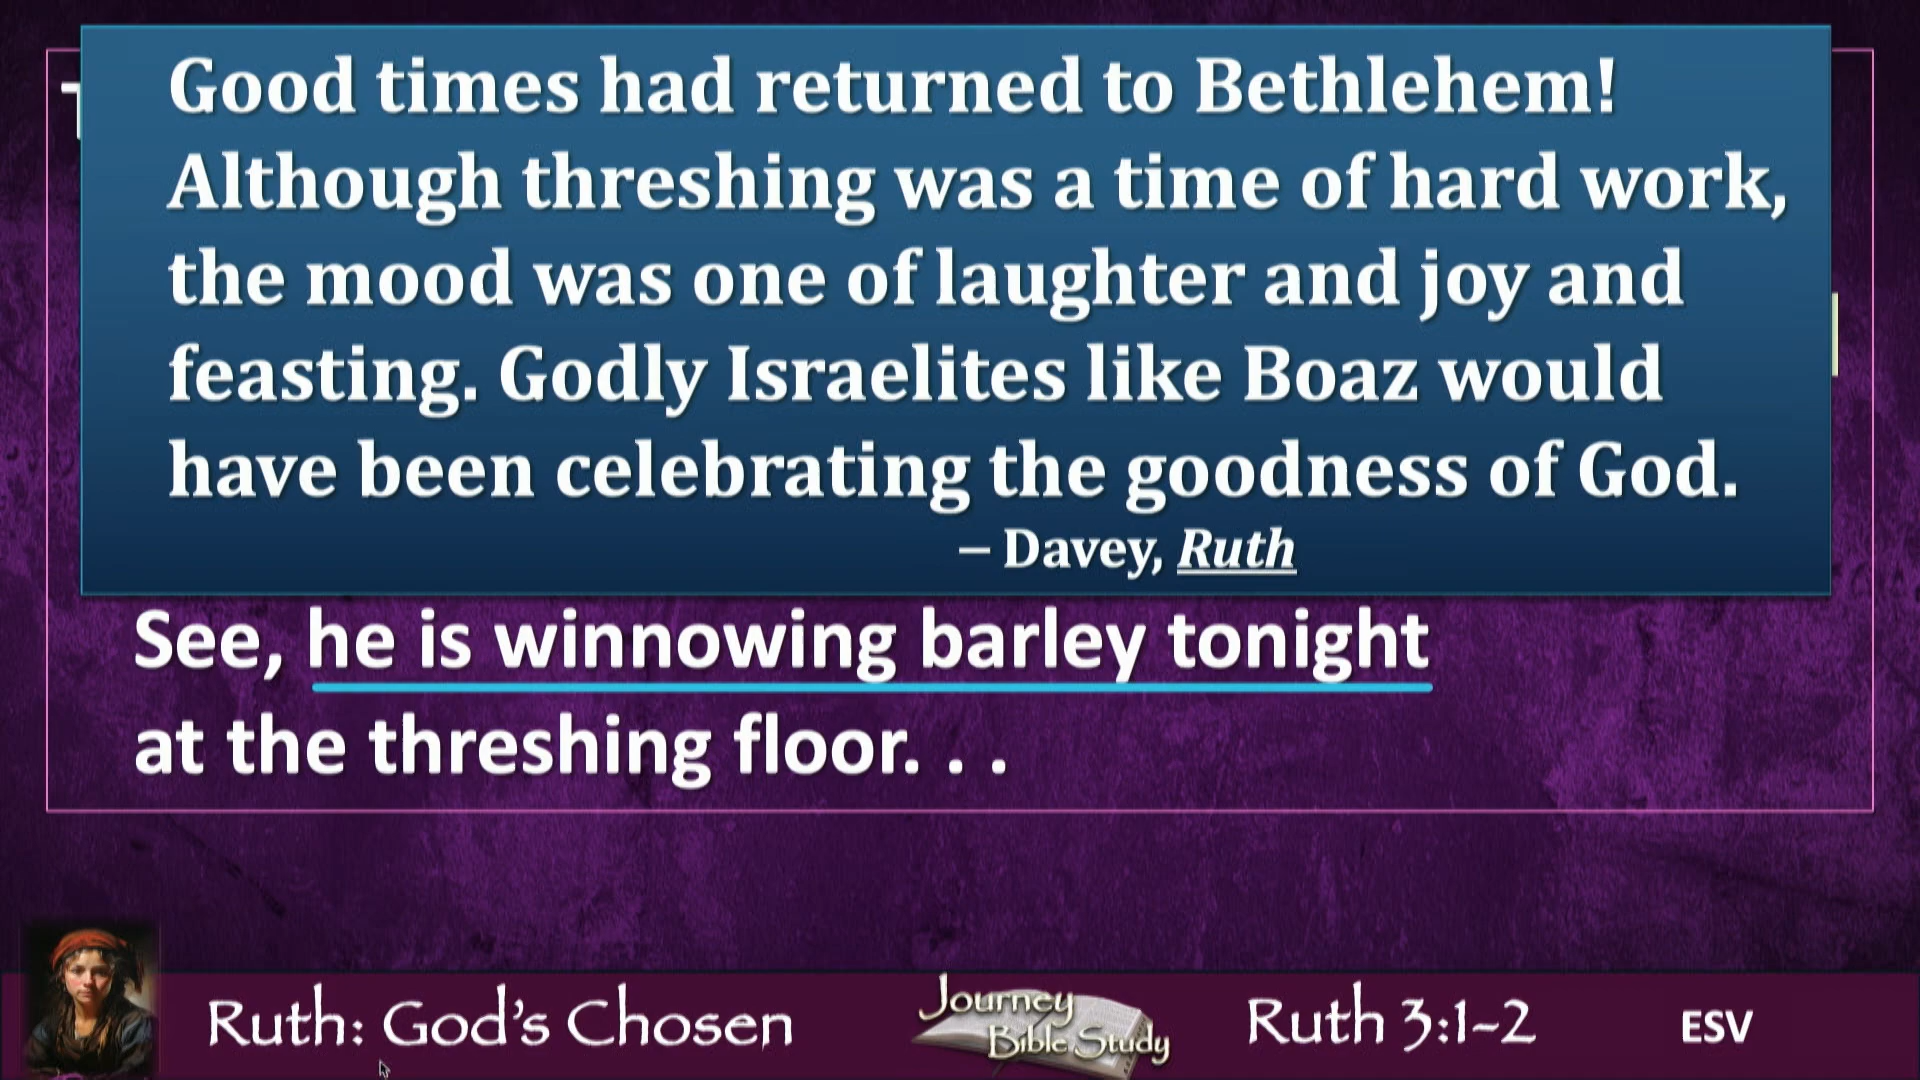 Good times had returned to Bethlehem!
Although threshing was a time of hard work,
the mood was one of laughter and joy and
feasting. Godly Israelites like Boaz would
have been celebrating the goodness of God.
– Davey, Ruth
See, he is winnowing barley tonight
at the threshing floor. . .
Ruth: God's Chosen
Journey
Bible Study
Ruth 3:1-2
ESV